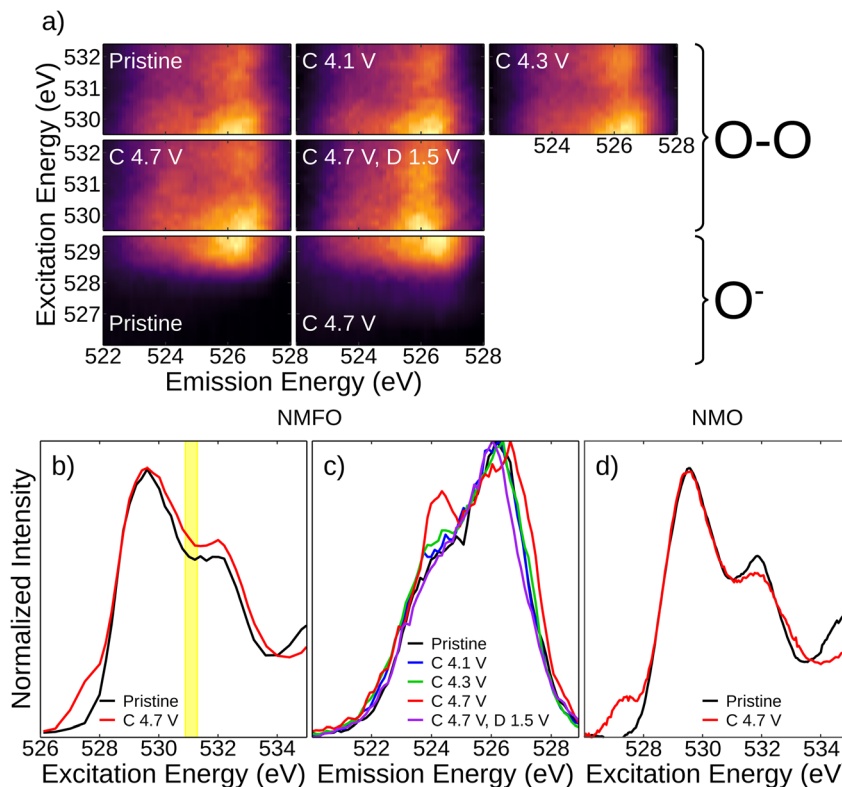 a)
Excitation Energy (eV)
532 Pristine C 4.1 V C 4.3 V
531
530
524 526 528
O-O
532 C 4.7 V C 4.7 V, D 1.5 V
531
530
529
528
527
Pristine C 4.7 V
O-
522 524 526 528 524 526 528
Emission Energy (eV)
NMFO NMO
b) c) d)
Normalized Intensity
Pristine
C 4.7 V
Pristine
C 4.1 V
C 4.3 V
C 4.7 V
C 4.7 V, D 1.5 V
Pristine
C 4.7 V
526 528 530 532 534 522 524 526 528 528 530 532 534
Excitation Energy (eV) Emission Energy (eV) Excitation Energy (eV)